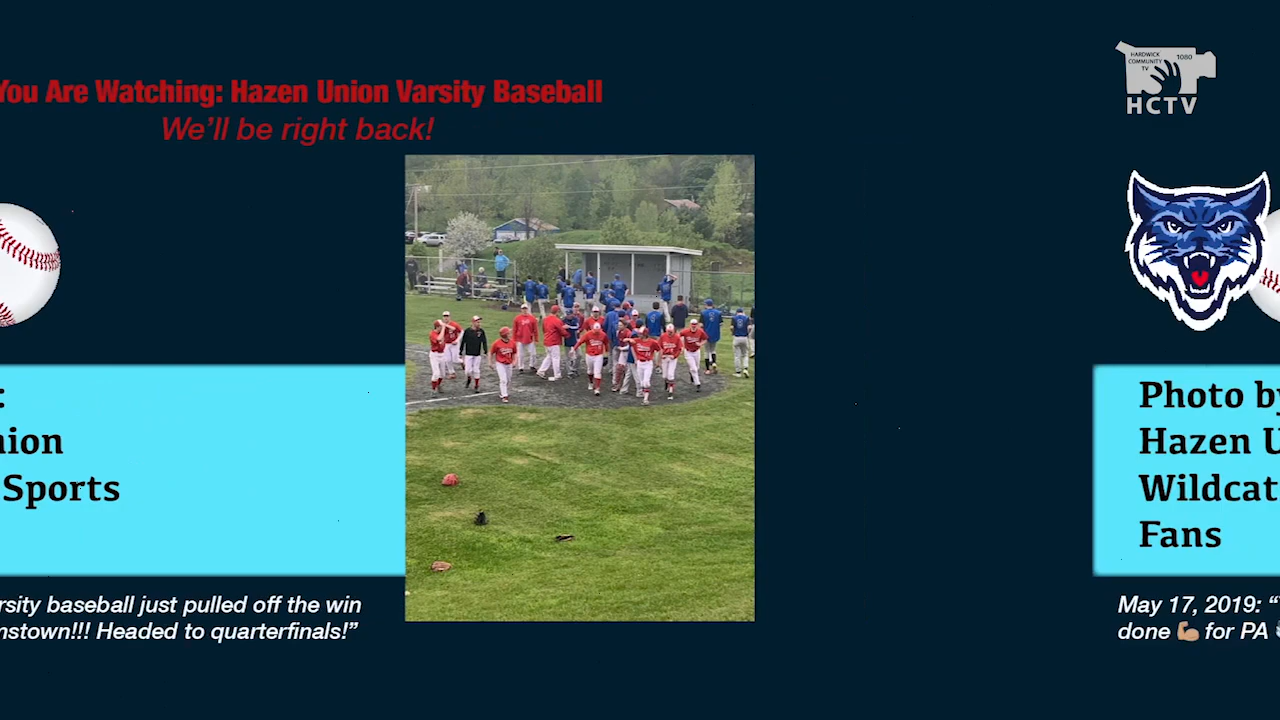 You Are Watching: Hazen Union Varsity Baseball
We'll be right back!
HARDWICK
COMMUNITY
TV
1080
HCTV
:
nion
Sports
rsity baseball just pulled off the win
nstown!!! Headed to quarterfinals!”
Photo by
Hazen U
Wildcat
Fans
May 17, 2019: “
done 💪🏽 for PA